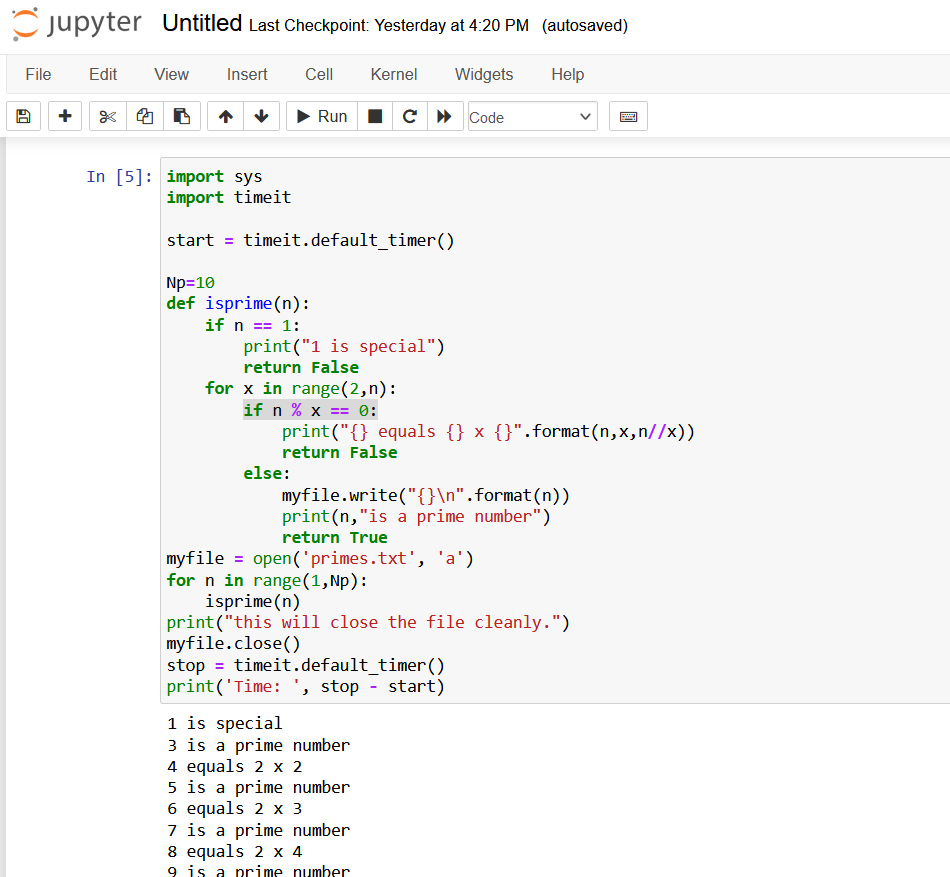 jupyter Untitled Last Checkpoint: Yesterday at 4:20 PM (autosaved)
File Edit View Insert Cell Kernel Widgets Help
Run Code
In [5]: import sys
import timeit

start = timeit.default_timer()

Np=10
def isprime(n):
    if n == 1:
        print("1 is special")
        return False
    for x in range(2,n):
        if n % x == 0:
            print("{} equals {} x {}".format(n,x,n//x))
            return False
        else:
            myfile.write("{}\n".format(n))
            print(n,"is a prime number")
            return True
myfile = open('primes.txt', 'a')
for n in range(1,Np):
    isprime(n)
print("this will close the file cleanly.")
myfile.close()
stop = timeit.default_timer()
print('Time: ', stop - start)
1 is special
3 is a prime number
4 equals 2 x 2
5 is a prime number
6 equals 2 x 3
7 is a prime number
8 equals 2 x 4
9 is a prime number